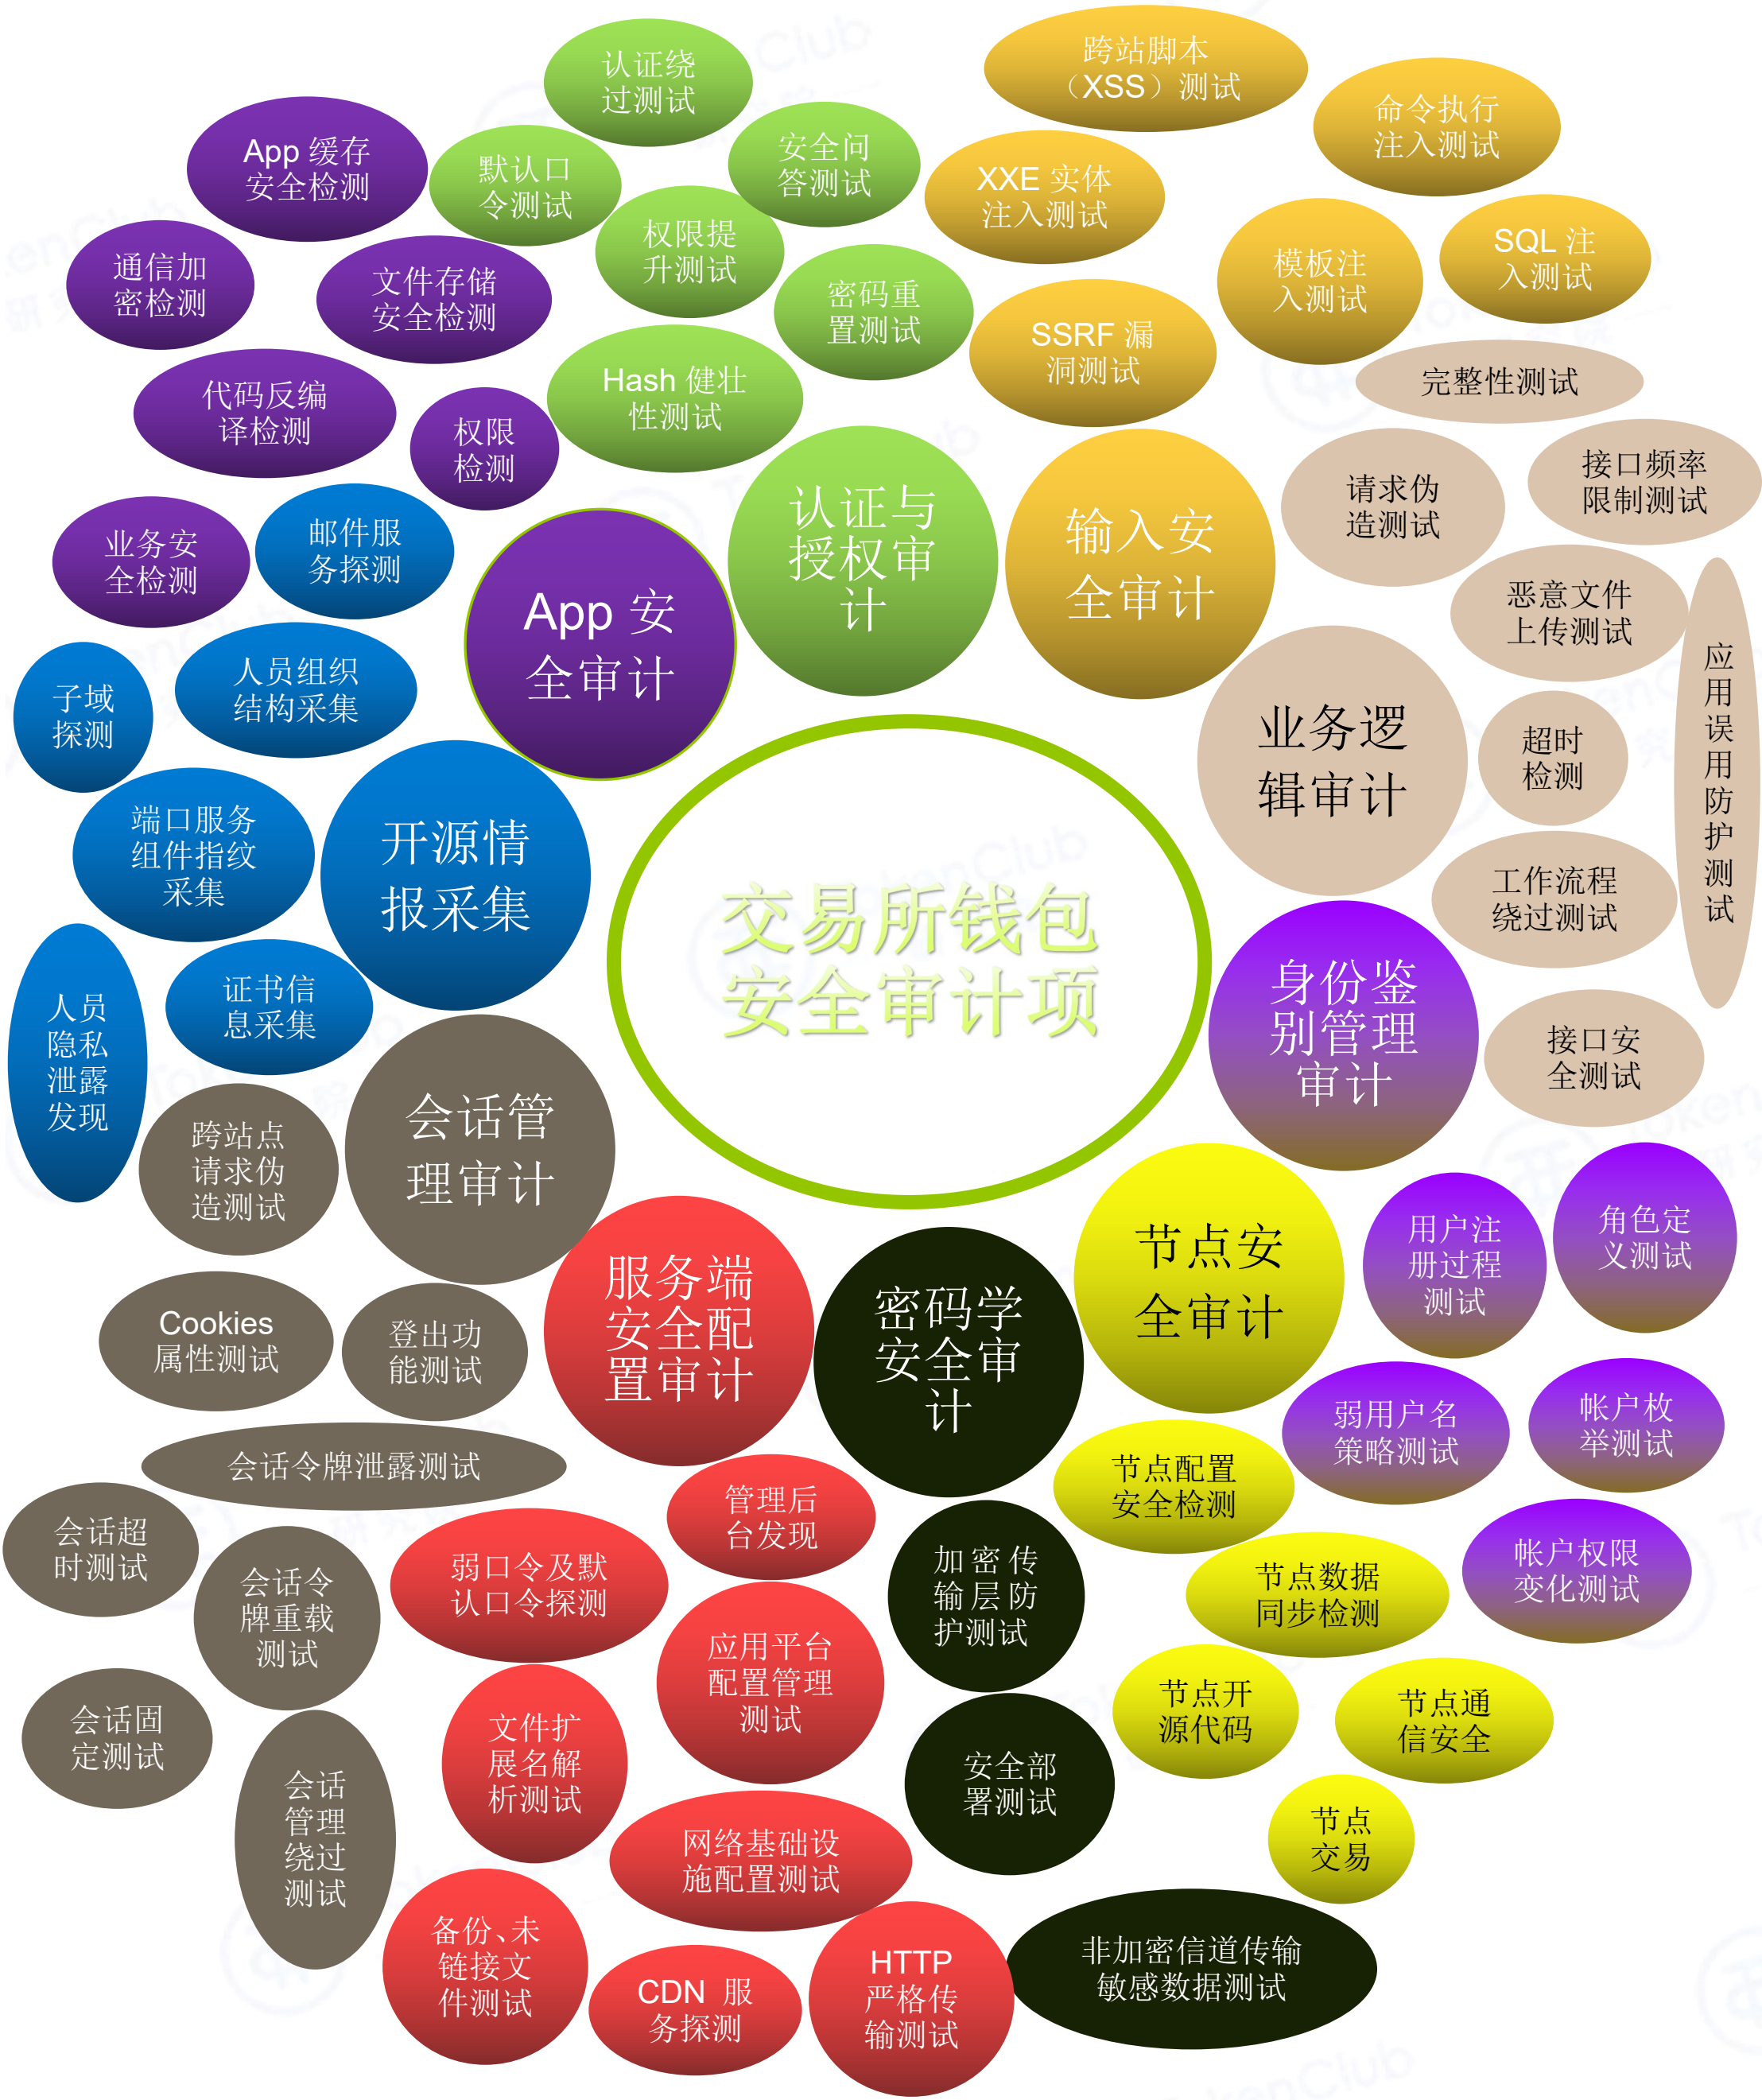 认证绕
过测试
跨站脚本
（XSS）测试
命令执行
注入测试
App 缓存
安全检测
默认口
令测试
安全问
答测试
XXE 实体
注入测试
权限提
升测试
SQL 注
入测试
模板注
入测试
通信加
密检测
文件存储
安全检测
密码重
置测试
SSRF 漏
洞测试
完整性测试
Hash 健壮
性测试
代码反编
译检测
权限
检测
请求伪
造测试
接口频率
限制测试
认证与
授权审
计
输入安
全审计
业务安
全检测
邮件服
务探测
App 安
全审计
恶意文件
上传测试
应
用
误
用
防
护
测
试
子域
探测
人员组织
结构采集
业务逻
辑审计
超时
检测
端口服务
组件指纹
采集
开源情
报采集
工作流程
绕过测试
交易所钱包
安全审计项
身份鉴
别管理
审计
人员
隐私
泄露
发现
证书信
息采集
接口安
全测试
跨站点
请求伪
造测试
会话管
理审计
节点安
全审计
用户注
册过程
测试
角色定
义测试
服务端
安全配
置审计
密码学
安全审
计
Cookies
属性测试
登出功
能测试
弱用户名
策略测试
帐户枚
举测试
会话令牌泄露测试
节点配置
安全检测
管理后
台发现
会话超
时测试
会话令
牌重载
测试
弱口令及默
认口令探测
加密传
输层防
护测试
节点数据
同步检测
帐户权限
变化测试
应用平台
配置管理
测试
节点开
源代码
节点通
信安全
会话固
定测试
文件扩
展名解
析测试
安全部
署测试
会话
管理
绕过
测试
网络基础设
施配置测试
节点
交易
备份、未
链接文
件测试
CDN 服
务探测
HTTP
严格传
输测试
非加密信道传输
敏感数据测试
TokenClub